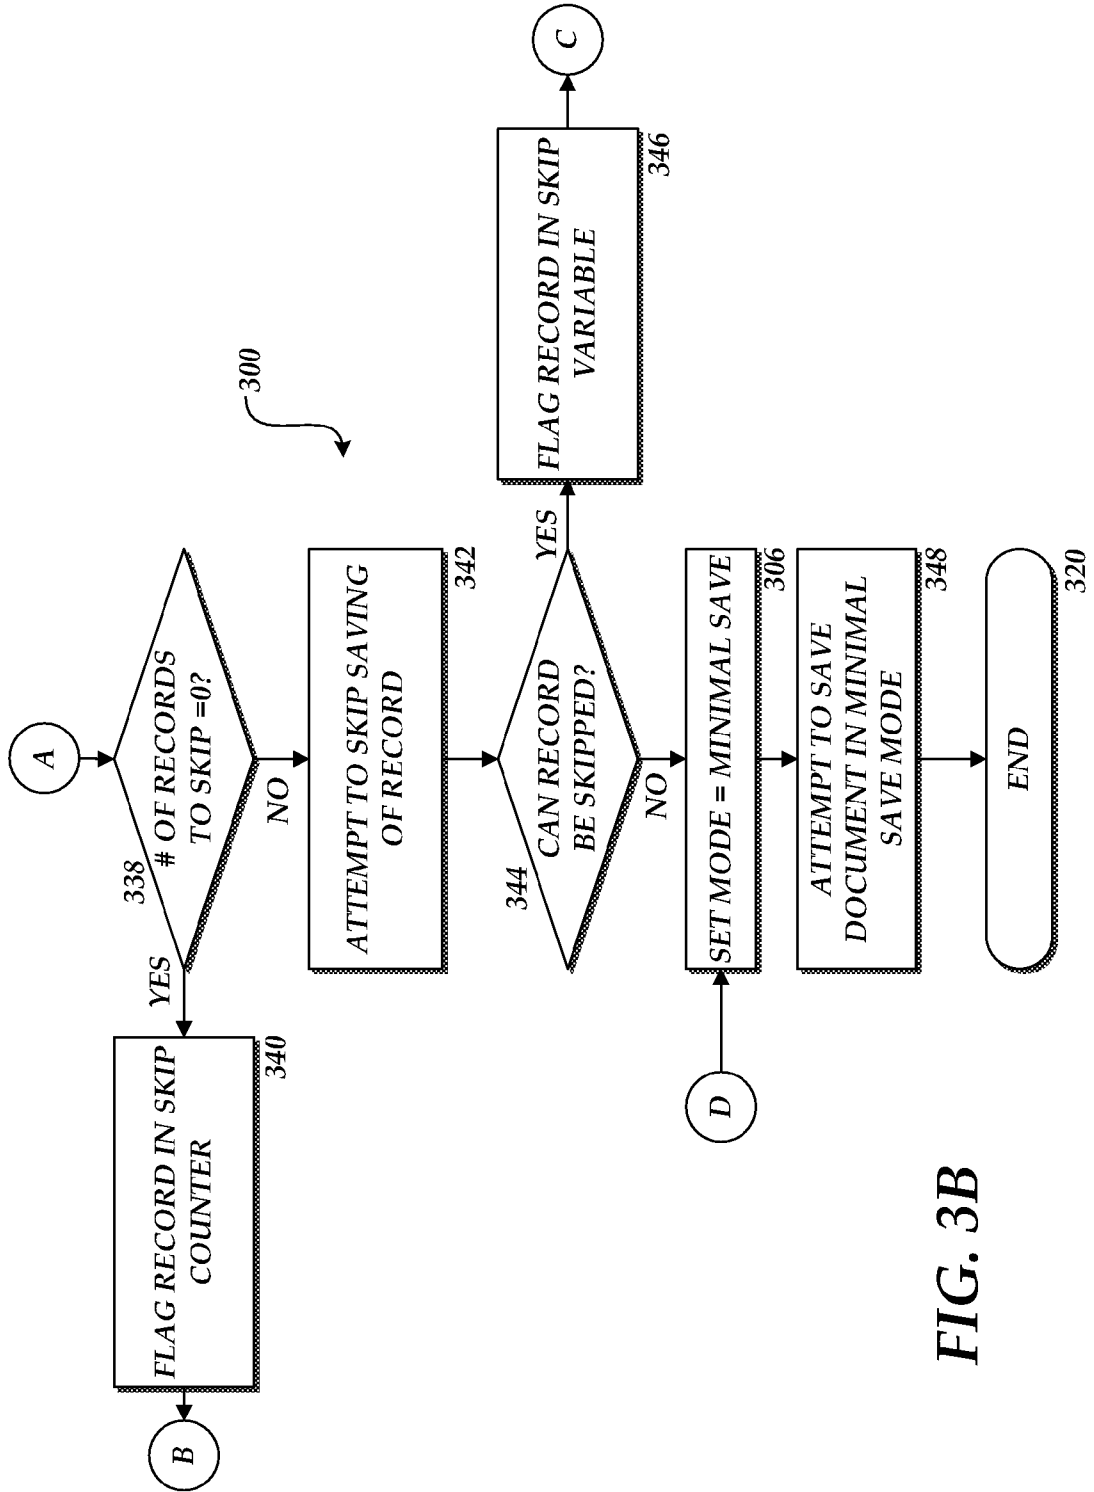 A
338
# OF RECORDS
TO SKIP =0?
YES
NO
FLAG RECORD IN SKIP
COUNTER
340
B
300
ATTEMPT TO SKIP SAVING
OF RECORD
342
344
CAN RECORD
BE SKIPPED?
YES
NO
FLAG RECORD IN SKIP
VARIABLE
346
C
D
SET MODE = MINIMAL SAVE
306
ATTEMPT TO SAVE
DOCUMENT IN MINIMAL
SAVE MODE
348
END
320
FIG. 3B